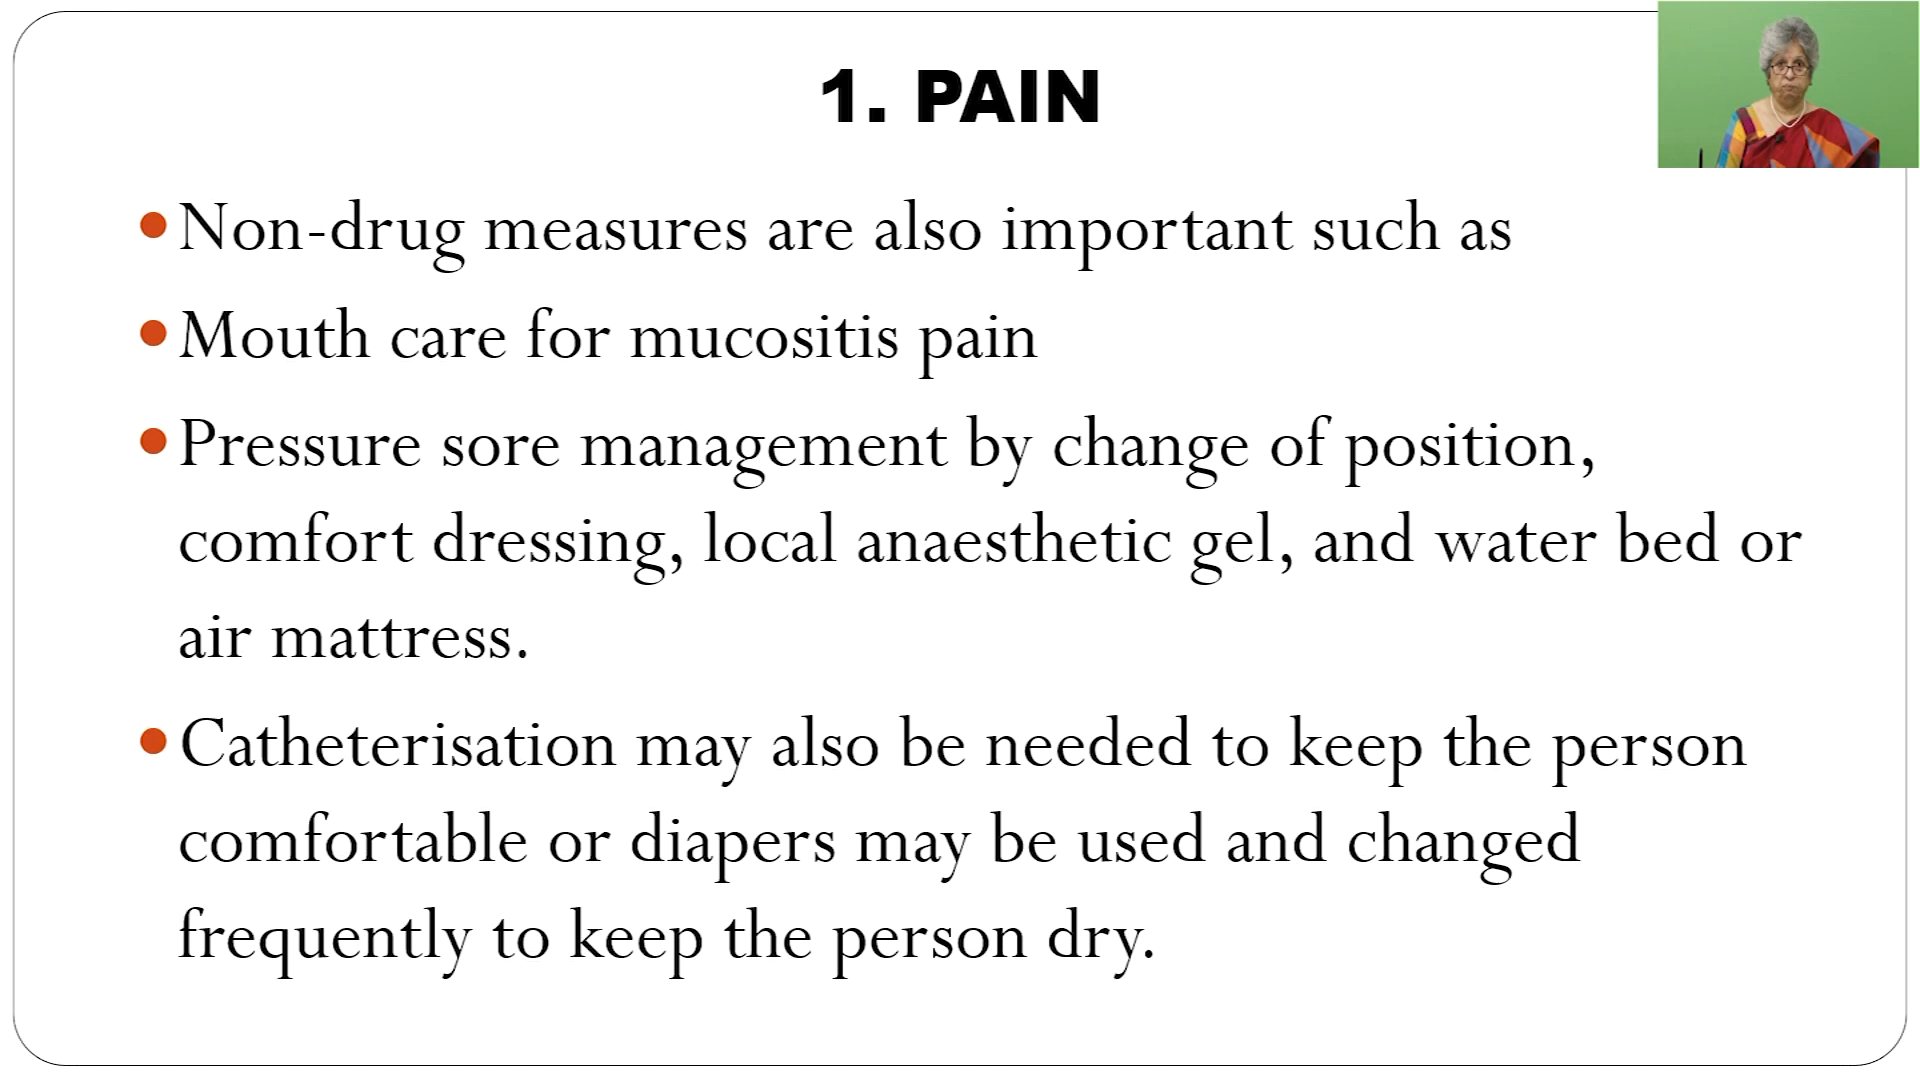 1. PAIN
• Non-drug measures are also important such as
• Mouth care for mucositis pain
• Pressure sore management by change of position,
comfort dressing, local anaesthetic gel, and water bed or
air mattress.
• Catheterisation may also be needed to keep the person
comfortable or diapers may be used and changed
frequently to keep the person dry.